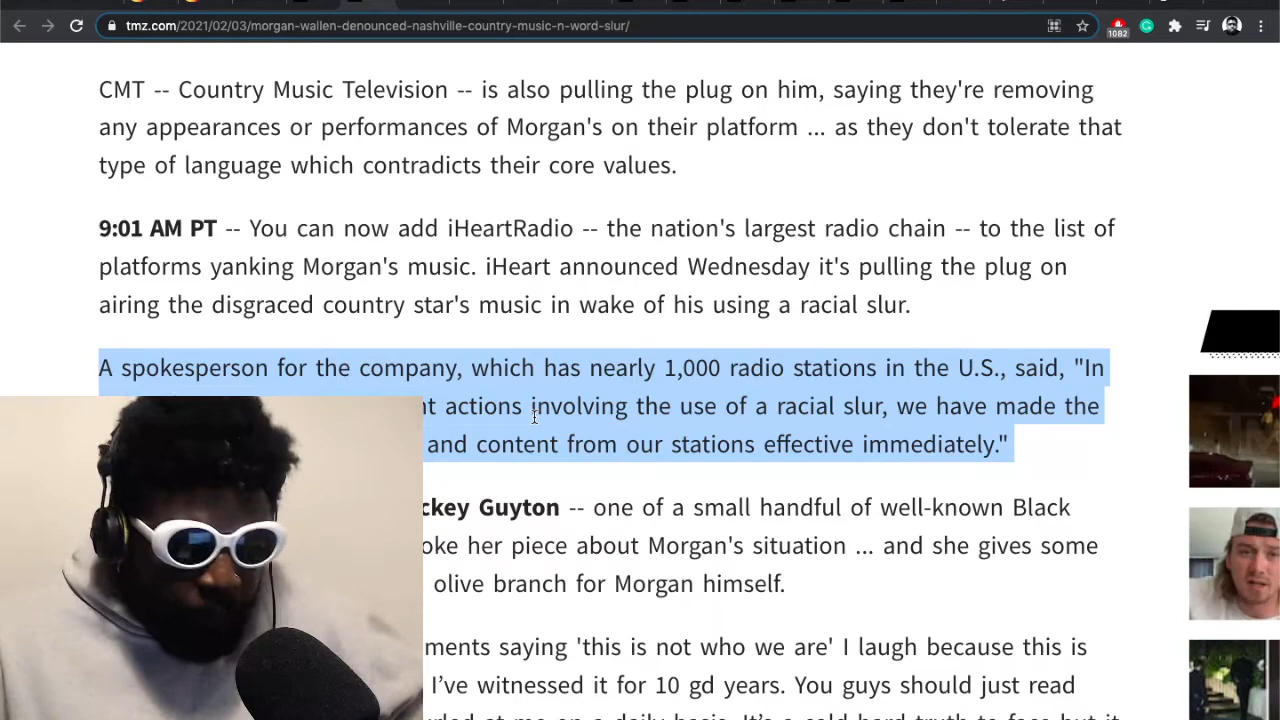 tmz.com/2021/02/03/morgan-wallen-denounced-nashville-country-music-n-word-slur/
1082
CMT -- Country Music Television -- is also pulling the plug on him, saying they're removing
any appearances or performances of Morgan's on their platform ... as they don't tolerate that
type of language which contradicts their core values.
9:01 AM PT -- You can now add iHeartRadio -- the nation's largest radio chain -- to the list of
platforms yanking Morgan's music. iHeart announced Wednesday it's pulling the plug on
airing the disgraced country star's music in wake of his using a racial slur.
A spokesperson for the company, which has nearly 1,000 radio stations in the U.S., said, "In
actions involving the use of a racial slur, we have made the
and content from our stations effective immediately."
ckey Guyton -- one of a small handful of well-known Black
oke her piece about Morgan's situation ... and she gives some
olive branch for Morgan himself.
ments saying 'this is not who we are' I laugh because this is
I've witnessed it for 10 gd years. You guys should just read